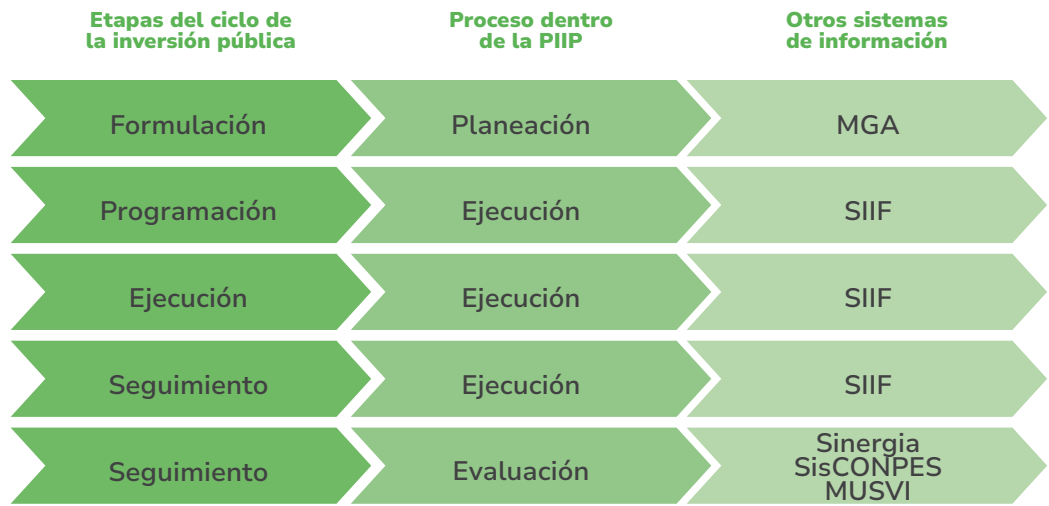 Etapas del ciclo de
la inversión pública
Proceso dentro
de la PIIP
Otros sistemas
de información
Formulación
Planeación
MGA
Programación
Ejecución
SIIF
Ejecución
Ejecución
SIIF
Seguimiento
Ejecución
SIIF
Seguimiento
Evaluación
Sinergia
SisCONPES
MUSVI